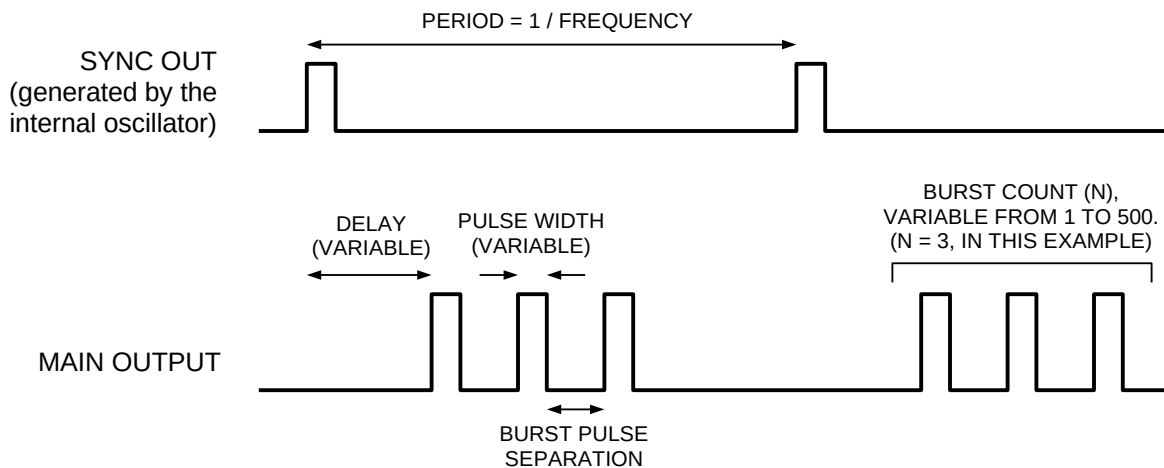 PERIOD = 1 / FREQUENCY
SYNC OUT
(generated by the
internal oscillator)
DELAY
(VARIABLE)
PULSE WIDTH
(VARIABLE)
BURST COUNT (N),
VARIABLE FROM 1 TO 500.
(N = 3, IN THIS EXAMPLE)
MAIN OUTPUT
BURST PULSE
SEPARATION